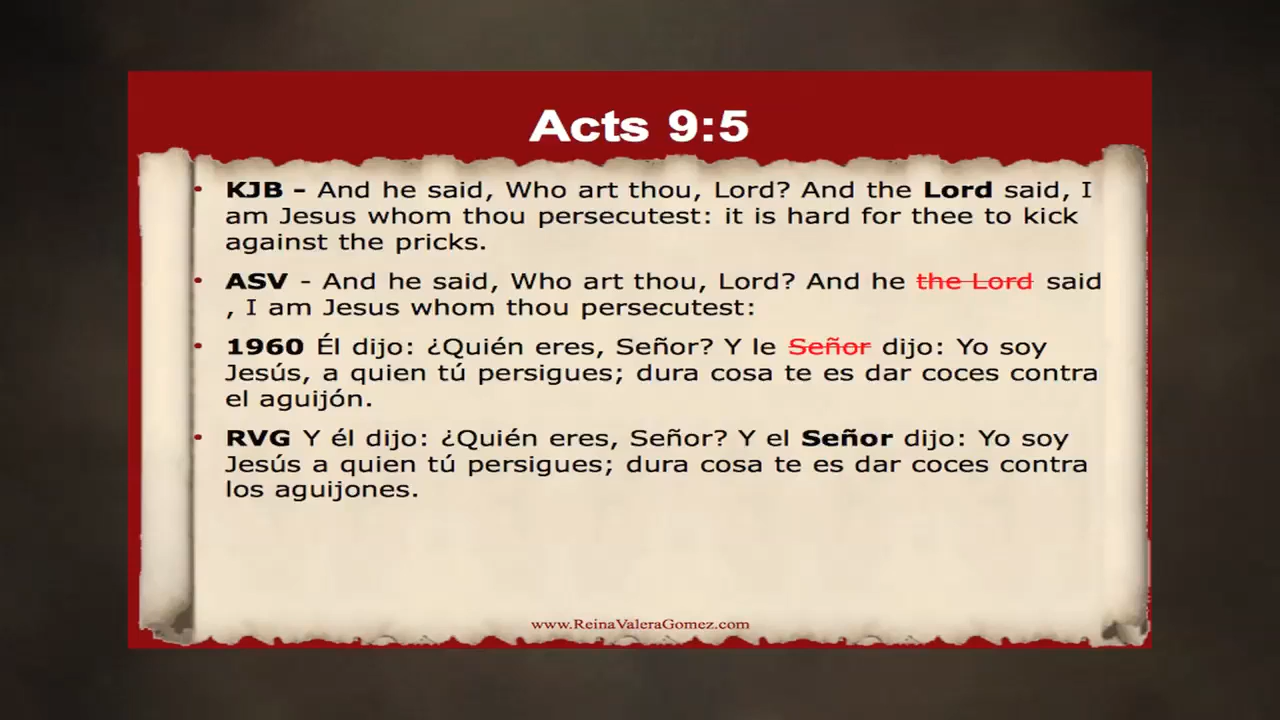 Acts 9:5
• KJB - And he said, Who art thou, Lord? And the Lord said, I
am Jesus whom thou persecutest: it is hard for thee to kick
against the pricks.
• ASV - And he said, Who art thou, Lord? And he the Lord said
, I am Jesus whom thou persecutest:
• 1960 Él dijo: ¿Quién eres, Señor? Y le Señor dijo: Yo soy
Jesús, a quien tú persigues; dura cosa te es dar coces contra
el aguijón.
• RVG Y él dijo: ¿Quién eres, Señor? Y el Señor dijo: Yo soy
Jesús a quien tú persigues; dura cosa te es dar coces contra
los aguijones.
www.ReinaValeraGomez.com